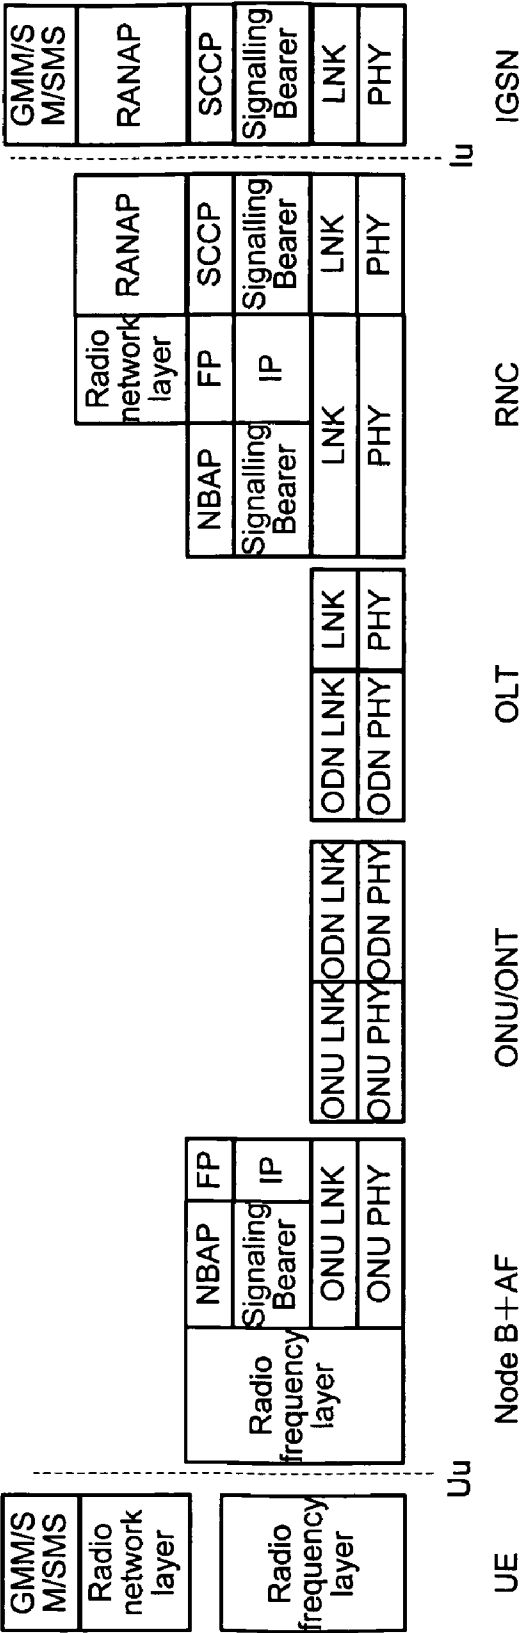 GMM/S
M/SMS
Radio
network
layer
Radio
frequency
layer
UE
Uu
Radio
frequency
layer
NBAP
FP
Signaling
Bearer
IP
ONU LNK
ONU PHY
Node B+AF
ONU LNK
ODN LNK
ONU PHY
ODN PHY
ONU/ONT
ODN LNK
LNK
ODN PHY
PHY
OLT
Radio
network
layer
RANAP
NBAP
FP
SCCP
Signalling
Bearer
IP
Signalling
Bearer
LNK
LNK
PHY
PHY
RNC
Iu
GMM/S
M/SMS
RANAP
SCCP
Signalling
Bearer
LNK
PHY
IGSN